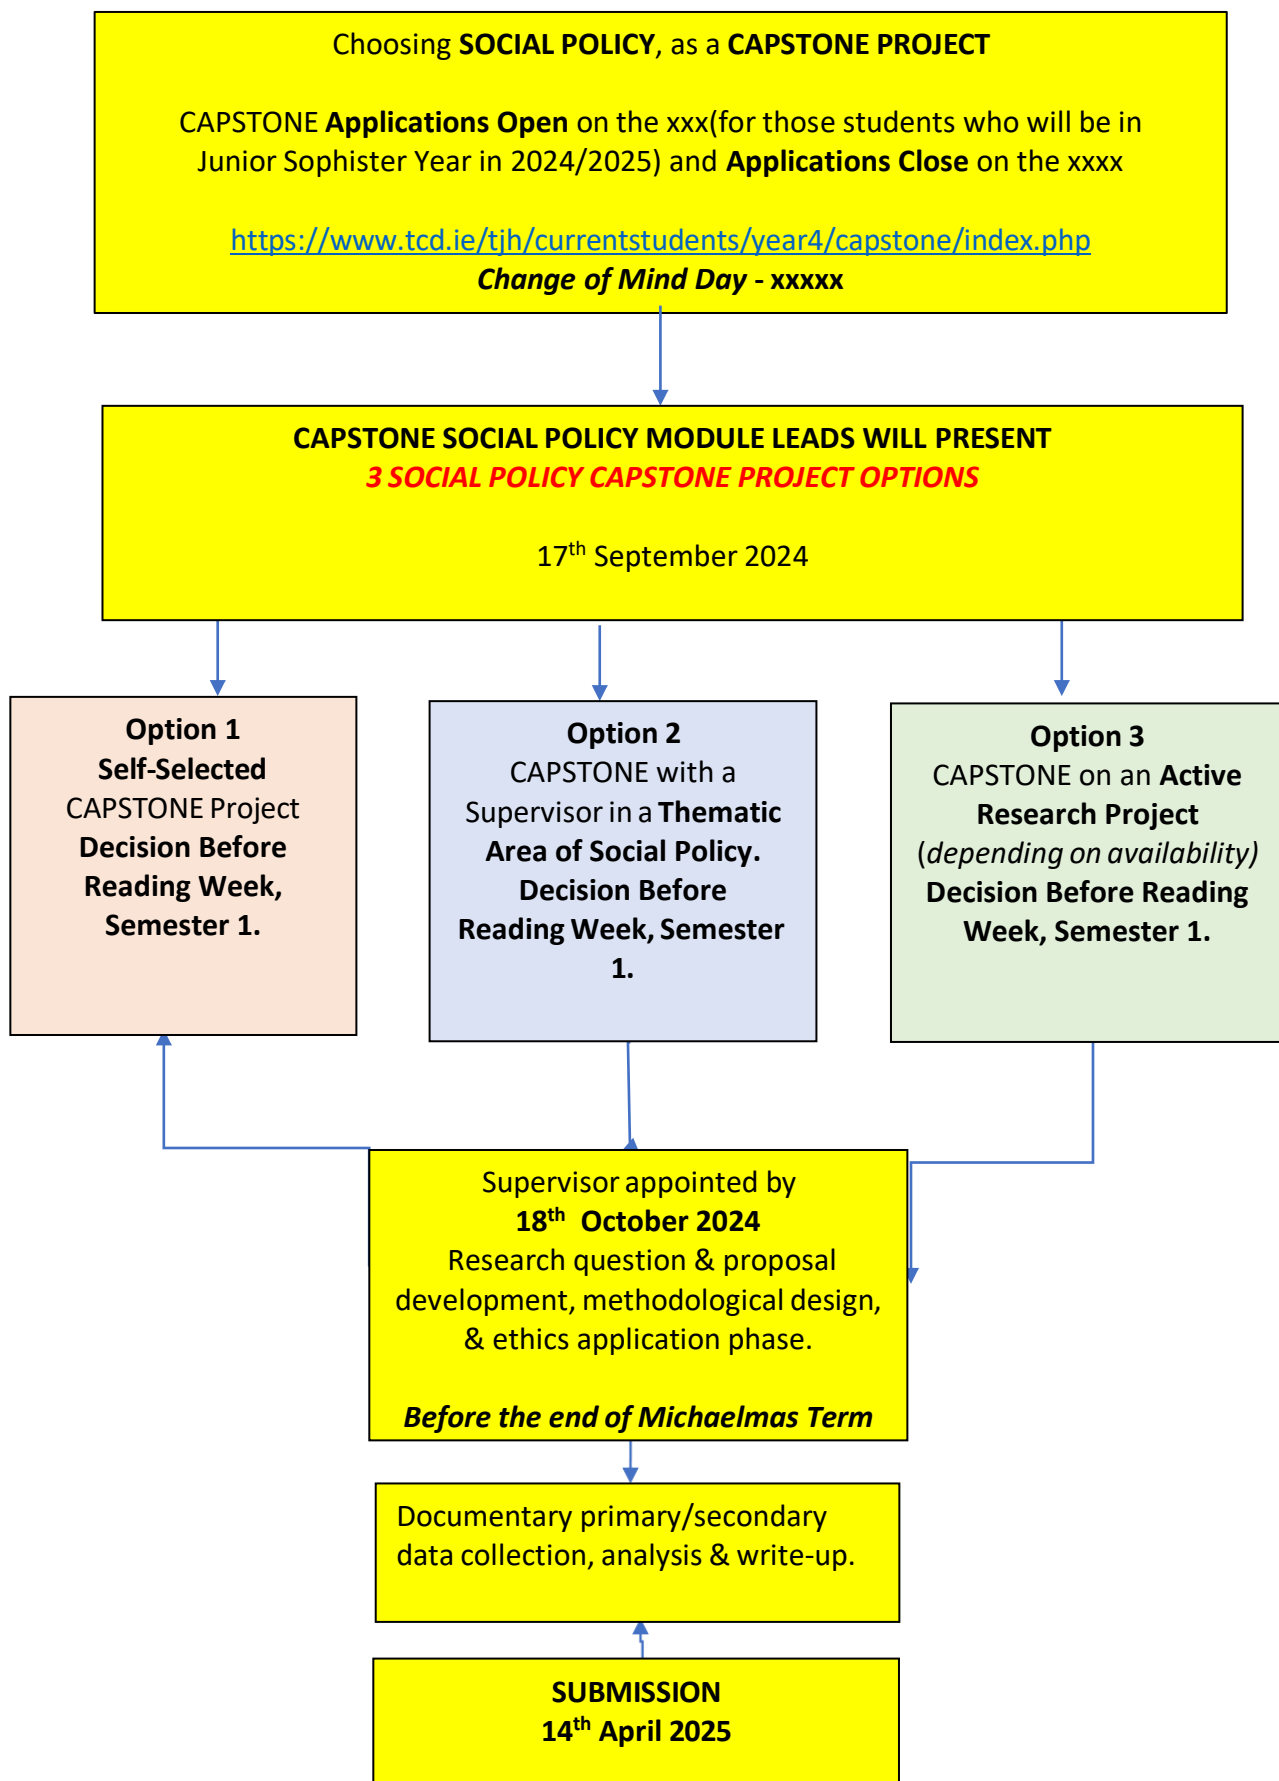 Choosing SOCIAL POLICY, as a CAPSTONE PROJECT
CAPSTONE Applications Open on the xxx(for those students who will be in
Junior Sophister Year in 2024/2025) and Applications Close on the xxxx
https://www.tcd.ie/tjh/currentstudents/year4/capstone/index.php
Change of Mind Day - xxxxx
CAPSTONE SOCIAL POLICY MODULE LEADS WILL PRESENT
3 SOCIAL POLICY CAPSTONE PROJECT OPTIONS
17th September 2024
Option 1
Self-Selected
CAPSTONE Project
Decision Before
Reading Week,
Semester 1.
Option 2
CAPSTONE with a
Supervisor in a Thematic
Area of Social Policy.
Decision Before
Reading Week, Semester
1.
Option 3
CAPSTONE on an Active
Research Project
(depending on availability)
Decision Before Reading
Week, Semester 1.
Supervisor appointed by
18th October 2024
Research question & proposal
development, methodological design,
& ethics application phase.
Before the end of Michaelmas Term
Documentary primary/secondary
data collection, analysis & write-up.
SUBMISSION
14th April 2025